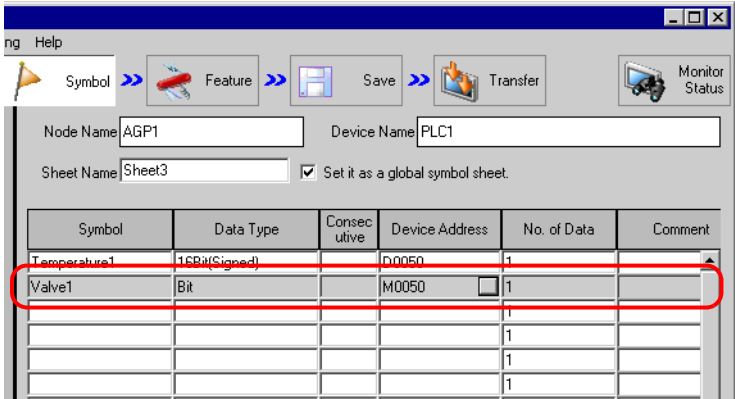 ng Help
Symbol Feature Save Transfer Monitor Status
Node Name AGP1 Device Name PLC1
Sheet Name Sheet3 Set it as a global symbol sheet.
Symbol Data Type Consec utive Device Address No. of Data Comment
Temperature1 16Bit(Signed) D0050 1
Valve1 Bit M0050 1
1
1
1
1